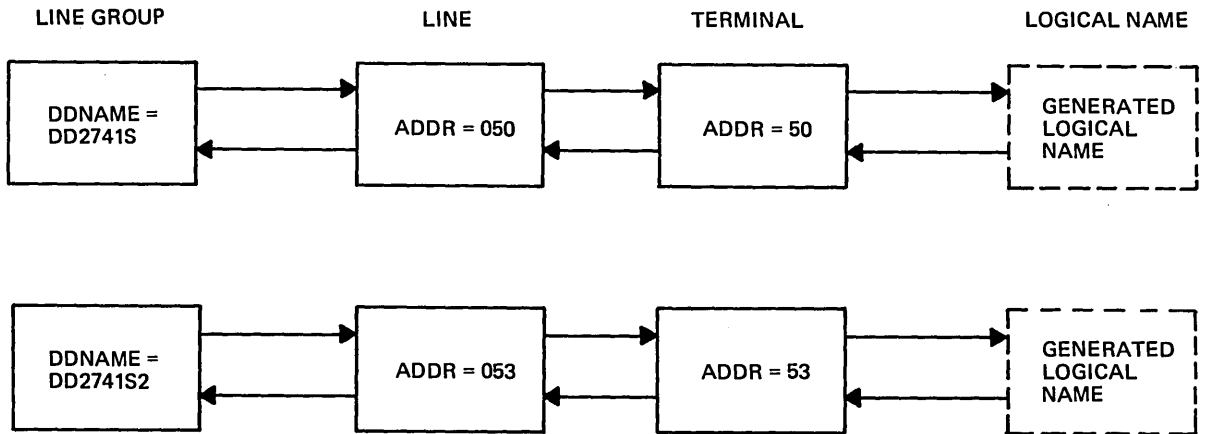 LINE GROUP LINE TERMINAL LOGICAL NAME
DDNAME =
DD2741S
ADDR = 050
ADDR = 50
GENERATED
LOGICAL
NAME
DDNAME =
DD2741S2
ADDR = 053
ADDR = 53
GENERATED
LOGICAL
NAME